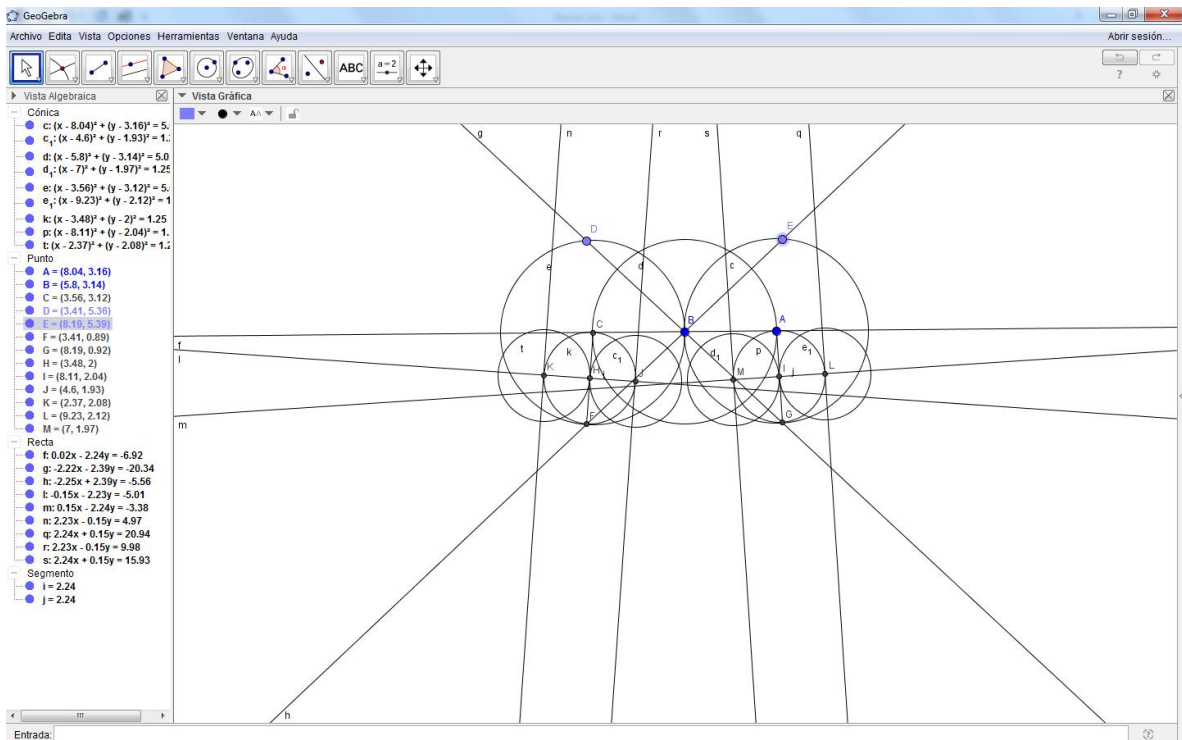 GeoGebra
Archivo Edita Vista Opciones Herramientas Ventana Ayuda
Abrir sesión...
ABC
a=2
?
Vista Algebraica
Vista Gráfica
AA
Cónica
c: (x - 8.04)² + (y - 3.16)² = 5.
c₁: (x - 4.6)² + (y - 1.93)² = 1.
d: (x - 5.8)² + (y - 3.14)² = 5.0
d₁: (x - 7)² + (y - 1.97)² = 1.25
e: (x - 3.56)² + (y - 3.12)² = 5.
e₁: (x - 9.23)² + (y - 2.12)² = 1
k: (x - 3.48)² + (y - 2)² = 1.25
p: (x - 8.11)² + (y - 2.04)² = 1.
t: (x - 2.37)² + (y - 2.08)² = 1.2
Punto
A = (8.04, 3.16)
B = (5.8, 3.14)
C = (3.56, 3.12)
D = (3.41, 5.36)
E = (8.19, 5.39)
F = (3.41, 0.89)
G = (8.19, 0.92)
H = (3.48, 2)
I = (8.11, 2.04)
J = (4.6, 1.93)
K = (2.37, 2.08)
L = (9.23, 2.12)
M = (7, 1.97)
Recta
f: 0.02x - 2.24y = -6.92
g: -2.22x - 2.39y = -20.34
h: -2.25x + 2.39y = -5.56
l: -0.15x - 2.23y = -5.01
m: 0.15x - 2.24y = -3.38
n: 2.23x - 0.15y = 4.97
q: 2.24x + 0.15y = 20.94
r: 2.23x - 0.15y = 9.98
s: 2.24x + 0.15y = 15.93
Segmento
i = 2.24
j = 2.24
g n r s q
D E
e d c
C B A
f
l
t k c₁ d₁ p e₁
K H i J M I j L
F G
m
h
Entrada: